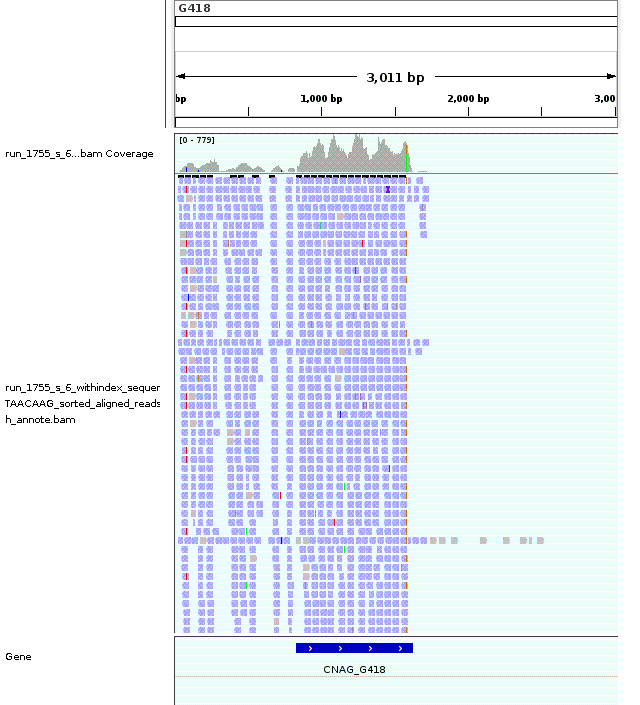 G418
3,011 bp
bp 1,000 bp 2,000 bp 3,00
[0 - 779]
run_1755_s_6...bam Coverage
run_1755_s_6_withindex_sequer
TAACAAG_sorted_aligned_reads
h_annote.bam
Gene
CNAG_G418